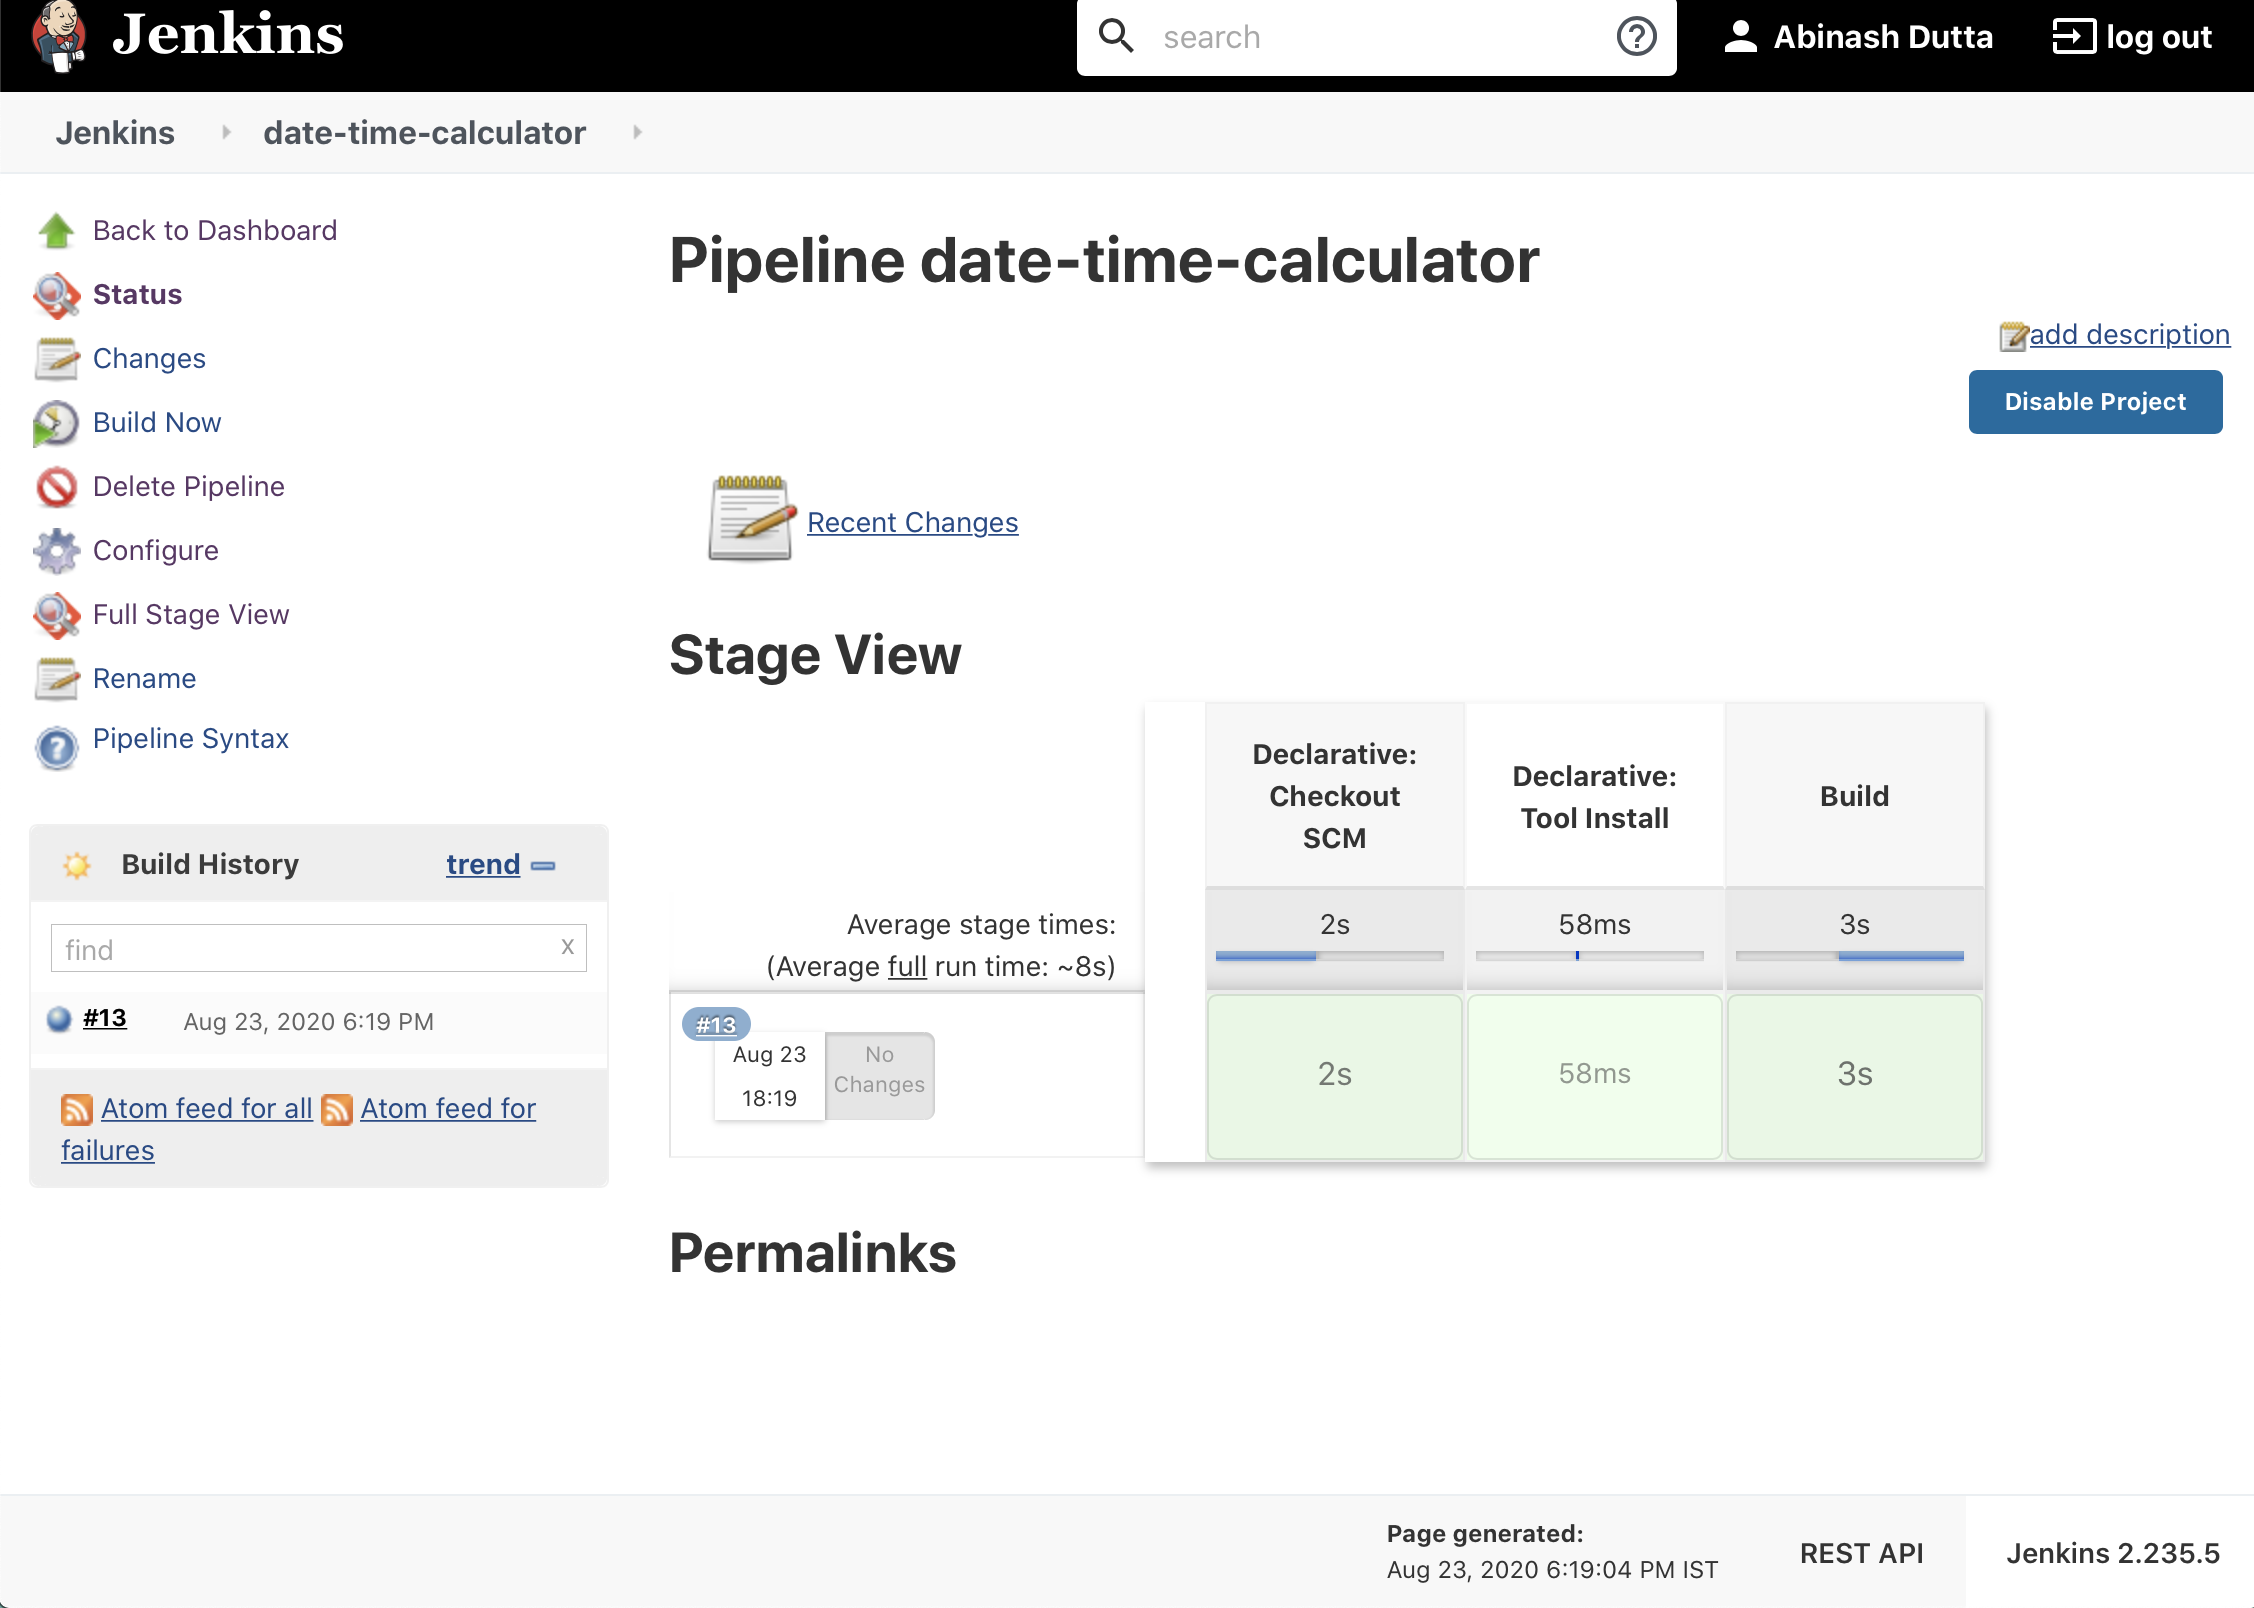 Jenkins
search
?
Abinash Dutta
log out
Jenkins
date-time-calculator
Back to Dashboard
Status
Changes
Build Now
Delete Pipeline
Configure
Full Stage View
Rename
Pipeline Syntax
Build History
trend
find
x
#13
Aug 23, 2020 6:19 PM
Atom feed for all
Atom feed for
failures
Pipeline date-time-calculator
add description
Disable Project
Recent Changes
Stage View
Declarative:
Checkout
SCM
Declarative:
Tool Install
Build
Average stage times:
(Average full run time: ~8s)
2s
58ms
3s
#13
Aug 23
18:19
No
Changes
2s
58ms
3s
Permalinks
Page generated:
Aug 23, 2020 6:19:04 PM IST
REST API
Jenkins 2.235.5